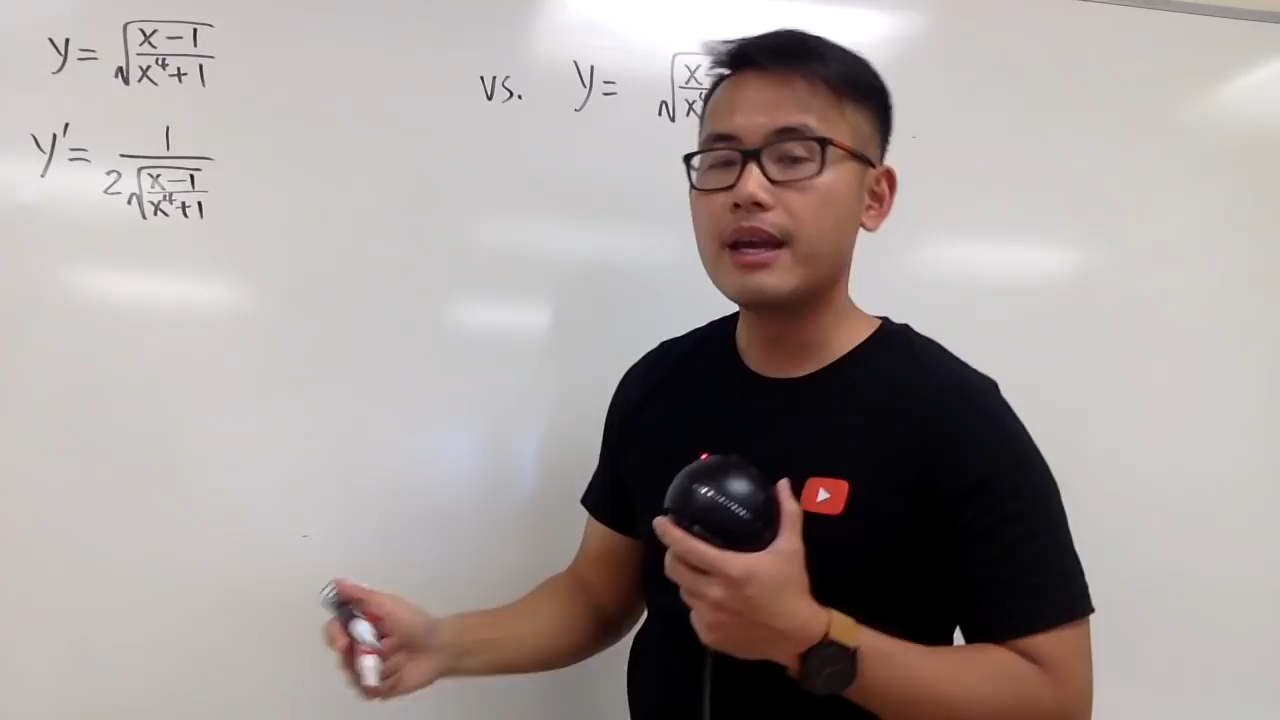 y = √((x-1)/(x⁴+1)) vs. y = √(x
y' = 1/(2√((x-1)/(x⁴+1)))